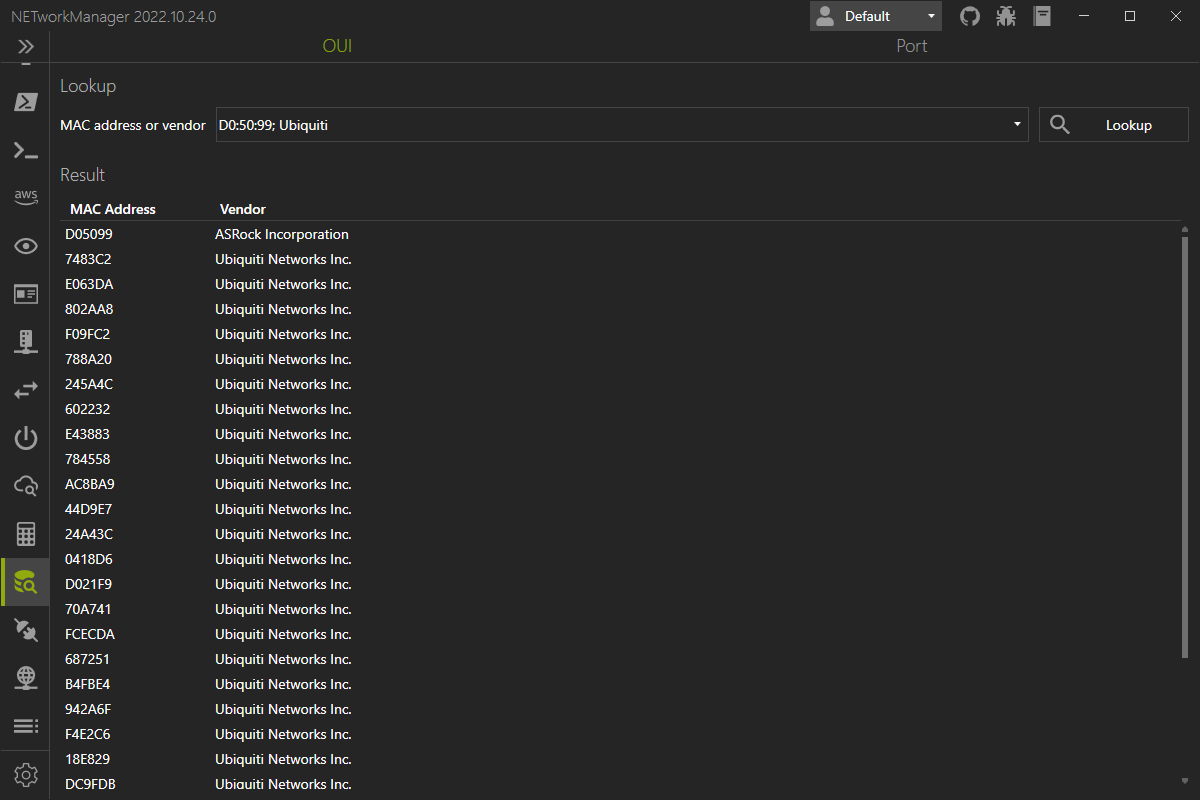 NETworkManager 2022.10.24.0
Default
OUI
Port
Lookup
MAC address or vendor
D0:50:99; Ubiquiti
Lookup
aws
Result
MAC Address Vendor
D05099 ASRock Incorporation
7483C2 Ubiquiti Networks Inc.
E063DA Ubiquiti Networks Inc.
802AA8 Ubiquiti Networks Inc.
F09FC2 Ubiquiti Networks Inc.
788A20 Ubiquiti Networks Inc.
245A4C Ubiquiti Networks Inc.
602232 Ubiquiti Networks Inc.
E43883 Ubiquiti Networks Inc.
784558 Ubiquiti Networks Inc.
AC8BA9 Ubiquiti Networks Inc.
44D9E7 Ubiquiti Networks Inc.
24A43C Ubiquiti Networks Inc.
0418D6 Ubiquiti Networks Inc.
D021F9 Ubiquiti Networks Inc.
70A741 Ubiquiti Networks Inc.
FCECDA Ubiquiti Networks Inc.
687251 Ubiquiti Networks Inc.
B4FBE4 Ubiquiti Networks Inc.
942A6F Ubiquiti Networks Inc.
F4E2C6 Ubiquiti Networks Inc.
18E829 Ubiquiti Networks Inc.
DC9FDB Ubiquiti Networks Inc.